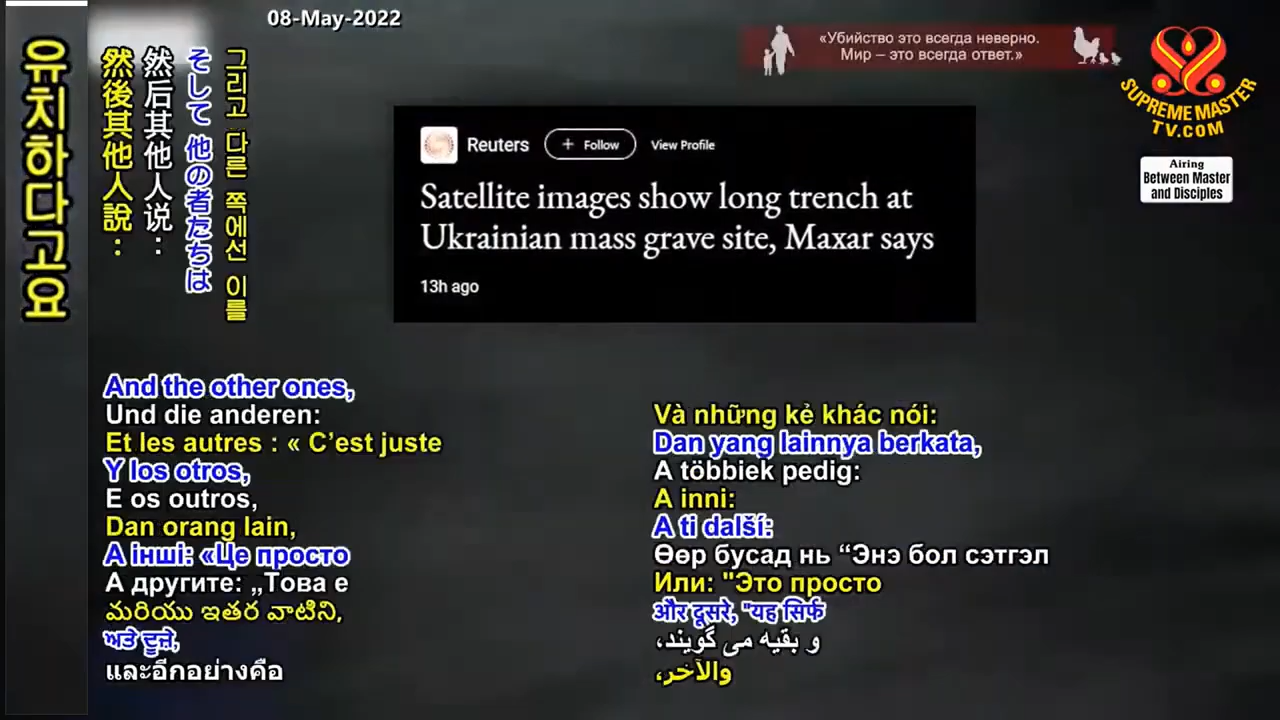 08-May-2022
«Убийство это всегда неверно.
Мир – это всегда ответ.»
SUPREME MASTER
TV.COM
Airing
Between Master
and Disciples
유치하다고요
然後其他人說：
然后其他人说：
そして 他の者たちは
그리고 다른 쪽에선 이를
Reuters
+ Follow
View Profile
Satellite images show long trench at
Ukrainian mass grave site, Maxar says
13h ago
And the other ones,
Und die anderen:
Et les autres : « C’est juste
Y los otros,
E os outros,
Dan orang lain,
А інші: «Це просто
А другите: „Това е
మరియు ఇతర వాటిని,
ਅਤੇ ਦੂਜੇ,
และอีกอย่างคือ
Và những kẻ khác nói:
Dan yang lainnya berkata,
A többiek pedig:
A inni:
A ti další:
Өөр бусад нь “Энэ бол сэтгэл
Или: "Это просто
और दूसरे, "यह सिर्फ
و بقیه می گویند،
والآخر،